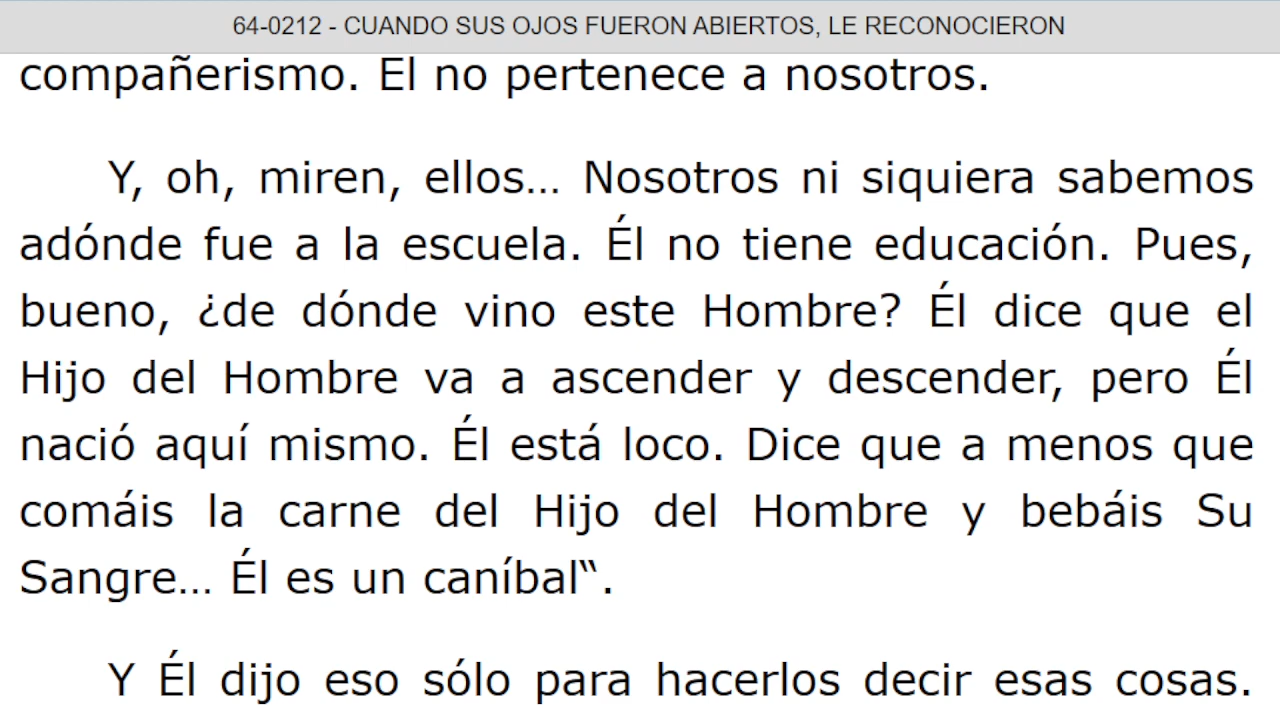 64-0212 - CUANDO SUS OJOS FUERON ABIERTOS, LE RECONOCIERON
compañerismo. Él no pertenece a nosotros.
Y, oh, miren, ellos… Nosotros ni siquiera sabemos
adónde fue a la escuela. Él no tiene educación. Pues,
bueno, ¿de dónde vino este Hombre? Él dice que el
Hijo del Hombre va a ascender y descender, pero Él
nació aquí mismo. Él está loco. Dice que a menos que
comáis la carne del Hijo del Hombre y bebáis Su
Sangre… Él es un caníbal“.
Y Él dijo eso sólo para hacerlos decir esas cosas.